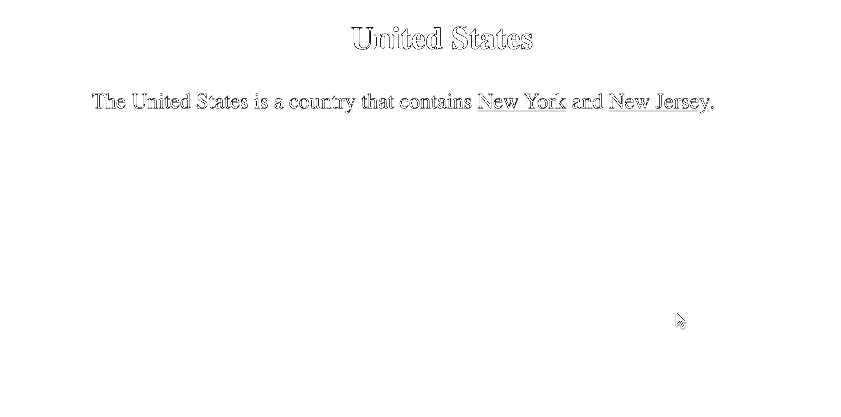 United States
The United States is a country that contains New York and New Jersey.